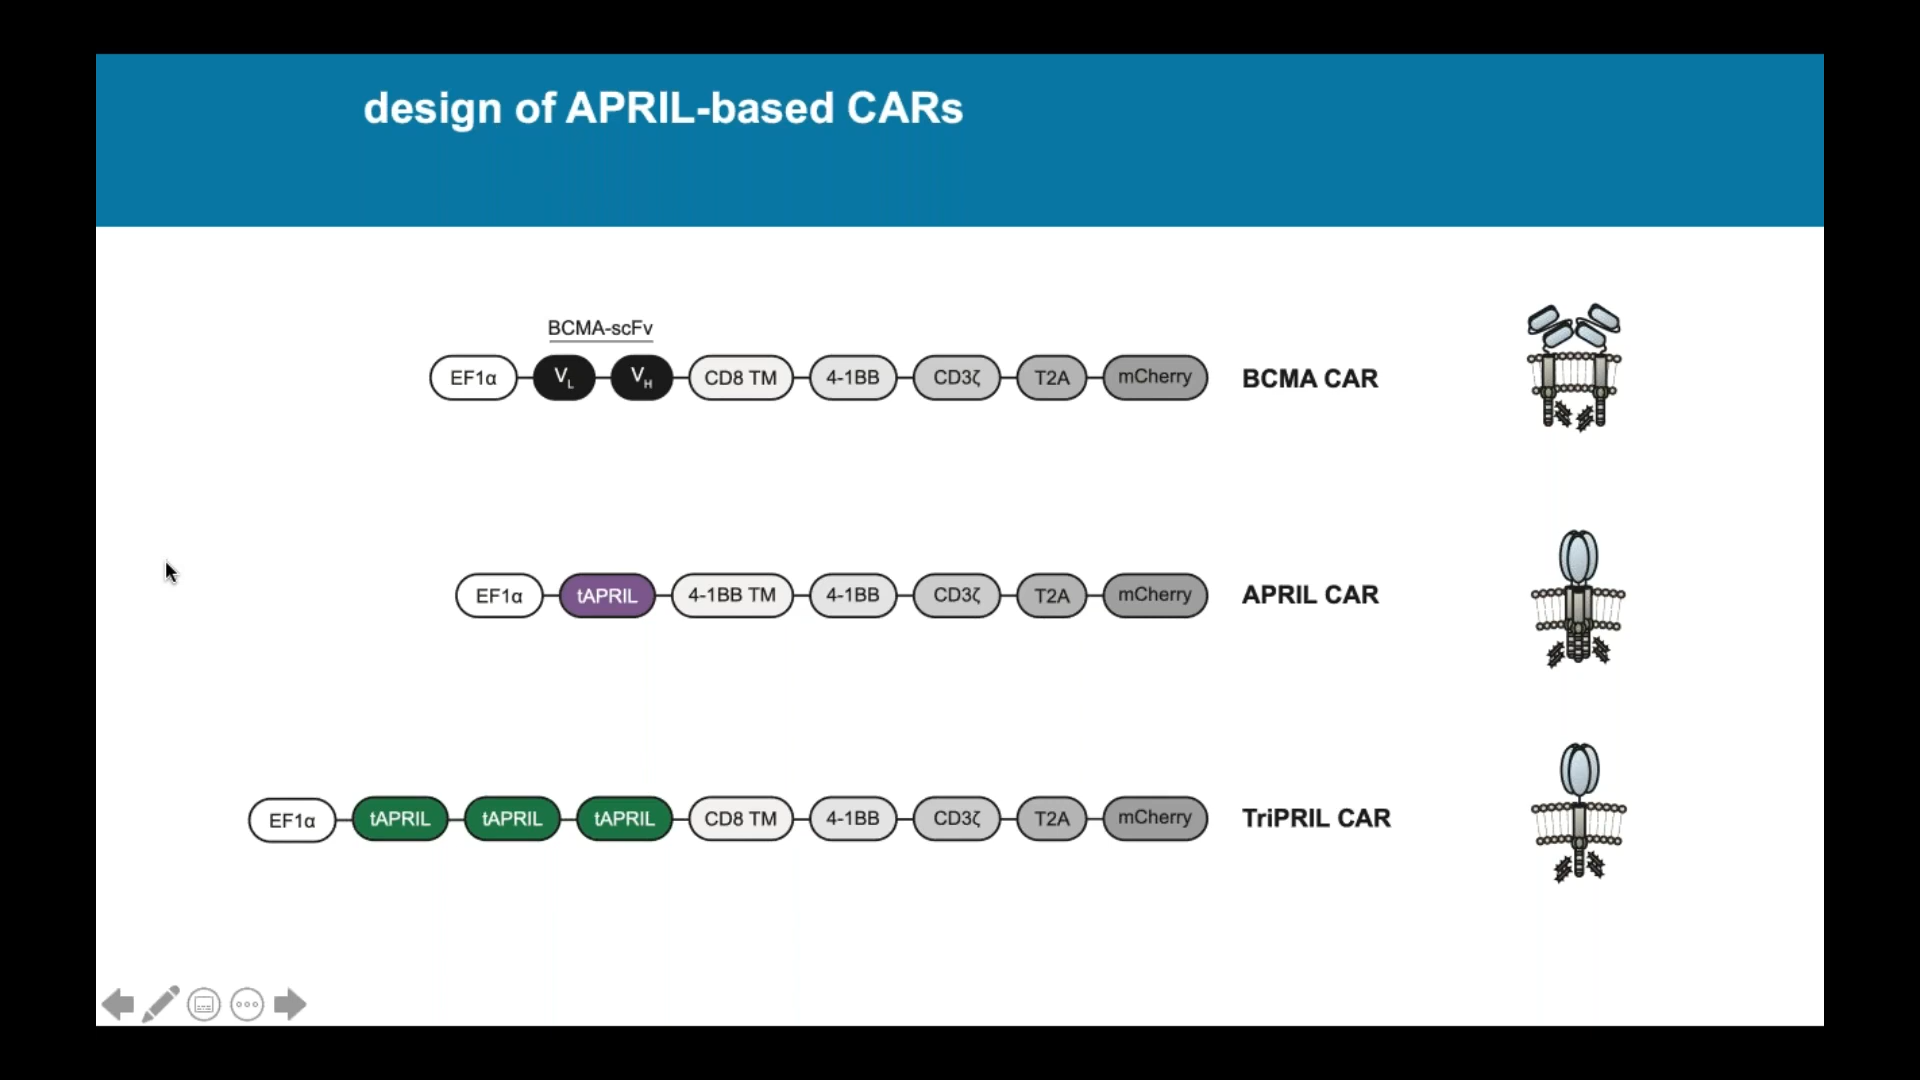 design of APRIL-based CARs
BCMA-scFv
EF1α VL VH CD8 TM 4-1BB CD3ζ T2A mCherry BCMA CAR
EF1α tAPRIL 4-1BB TM 4-1BB CD3ζ T2A mCherry APRIL CAR
EF1α tAPRIL tAPRIL tAPRIL CD8 TM 4-1BB CD3ζ T2A mCherry TriPRIL CAR